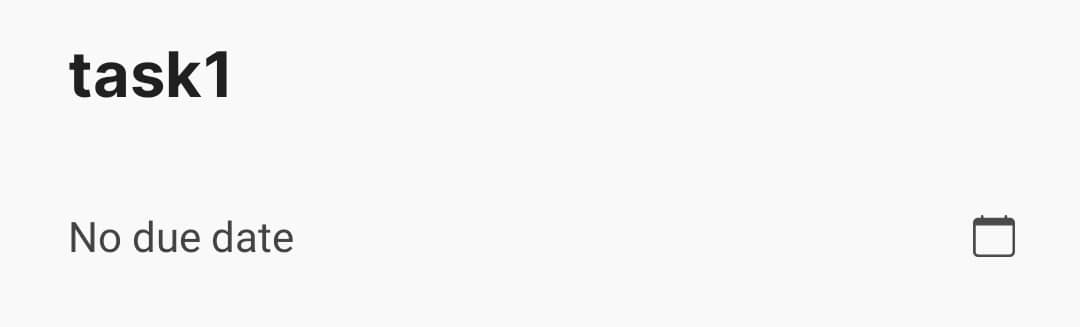 task1
No due date